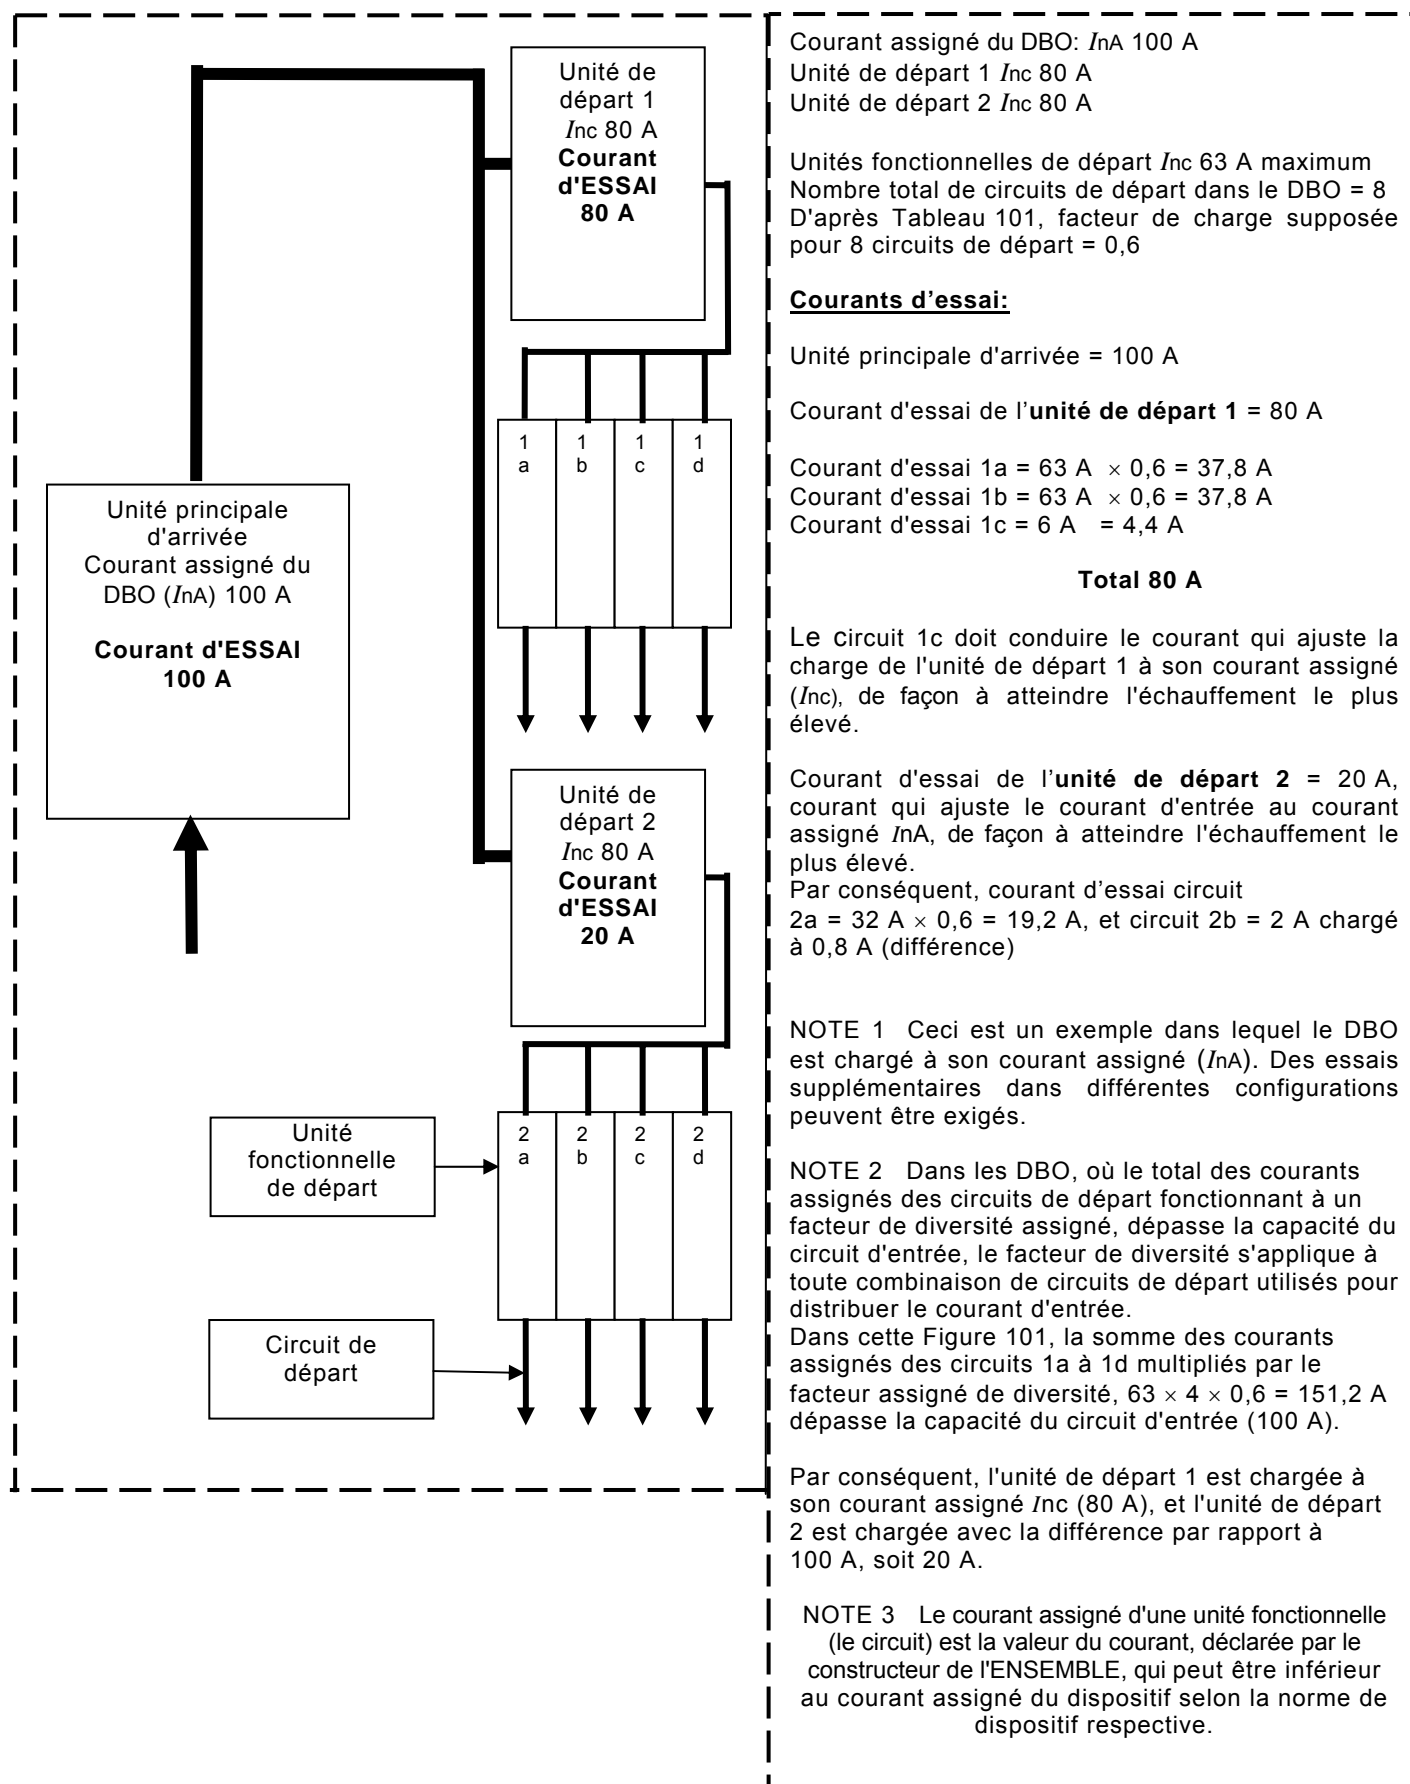 Unité de
départ 1
Inc 80 A
Courant
d'ESSAI
80 A
1 1 1 1
a b c d
Unité principale
d'arrivée
Courant assigné du
DBO (InA) 100 A
Courant d'ESSAI
100 A
Unité de
départ 2
Inc 80 A
Courant
d'ESSAI
20 A
2 2 2 2
a b c d
Unité
fonctionnelle
de départ
Circuit de
départ
Courant assigné du DBO: InA 100 A
Unité de départ 1 Inc 80 A
Unité de départ 2 Inc 80 A
Unités fonctionnelles de départ Inc 63 A maximum
Nombre total de circuits de départ dans le DBO = 8
D'après Tableau 101, facteur de charge supposée
pour 8 circuits de départ = 0,6
Courants d’essai:
Unité principale d'arrivée = 100 A
Courant d'essai de l’unité de départ 1 = 80 A
Courant d'essai 1a = 63 A × 0,6 = 37,8 A
Courant d'essai 1b = 63 A × 0,6 = 37,8 A
Courant d'essai 1c = 6 A = 4,4 A
Total 80 A
Le circuit 1c doit conduire le courant qui ajuste la
charge de l'unité de départ 1 à son courant assigné
(Inc), de façon à atteindre l'échauffement le plus
élevé.
Courant d'essai de l’unité de départ 2 = 20 A,
courant qui ajuste le courant d'entrée au courant
assigné InA, de façon à atteindre l'échauffement le
plus élevé.
Par conséquent, courant d’essai circuit
2a = 32 A × 0,6 = 19,2 A, et circuit 2b = 2 A chargé
à 0,8 A (différence)
NOTE 1 Ceci est un exemple dans lequel le DBO
est chargé à son courant assigné (InA). Des essais
supplémentaires dans différentes configurations
peuvent être exigés.
NOTE 2 Dans les DBO, où le total des courants
assignés des circuits de départ fonctionnant à un
facteur de diversité assigné, dépasse la capacité du
circuit d'entrée, le facteur de diversité s'applique à
toute combinaison de circuits de départ utilisés pour
distribuer le courant d'entrée.
Dans cette Figure 101, la somme des courants
assignés des circuits 1a à 1d multipliés par le
facteur assigné de diversité, 63 × 4 × 0,6 = 151,2 A
dépasse la capacité du circuit d'entrée (100 A).
Par conséquent, l'unité de départ 1 est chargée à
son courant assigné Inc (80 A), et l'unité de départ
2 est chargée avec la différence par rapport à
100 A, soit 20 A.
NOTE 3 Le courant assigné d'une unité fonctionnelle
(le circuit) est la valeur du courant, déclarée par le
constructeur de l'ENSEMBLE, qui peut être inférieur
au courant assigné du dispositif selon la norme de
dispositif respective.